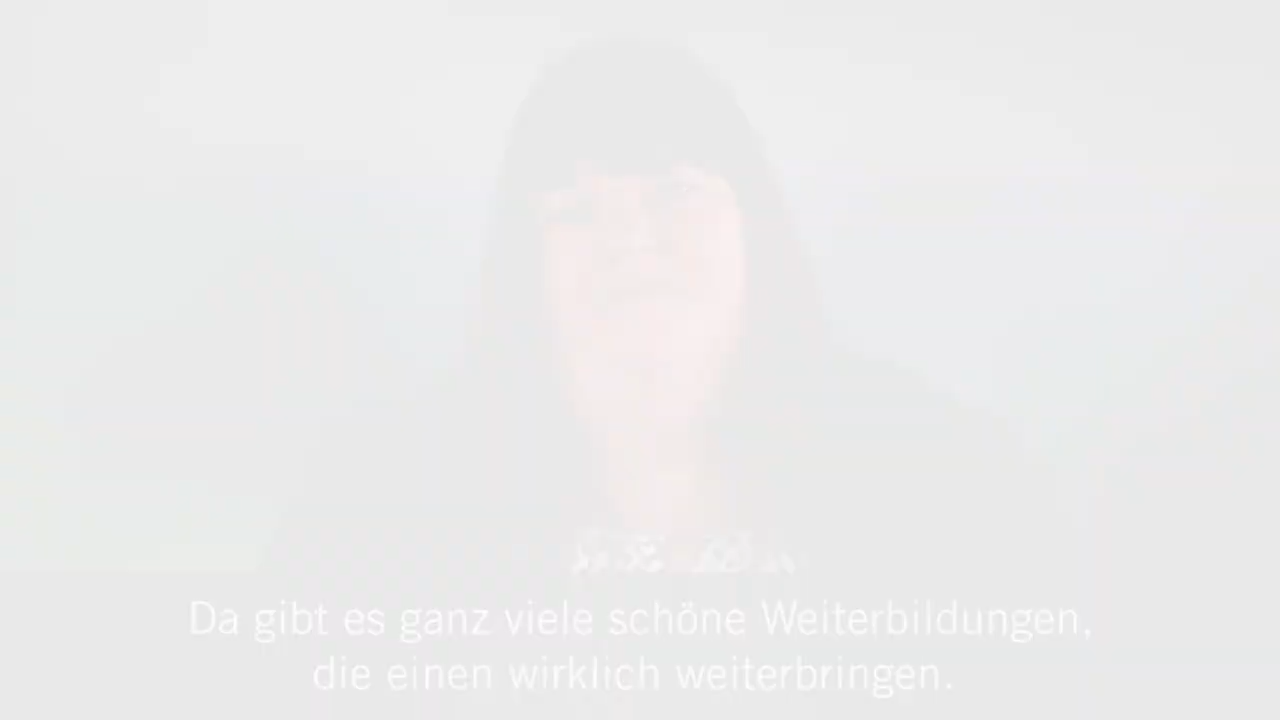 Da gibt es ganz viele schöne Weiterbildungen,
die einen wirklich weiterbringen.